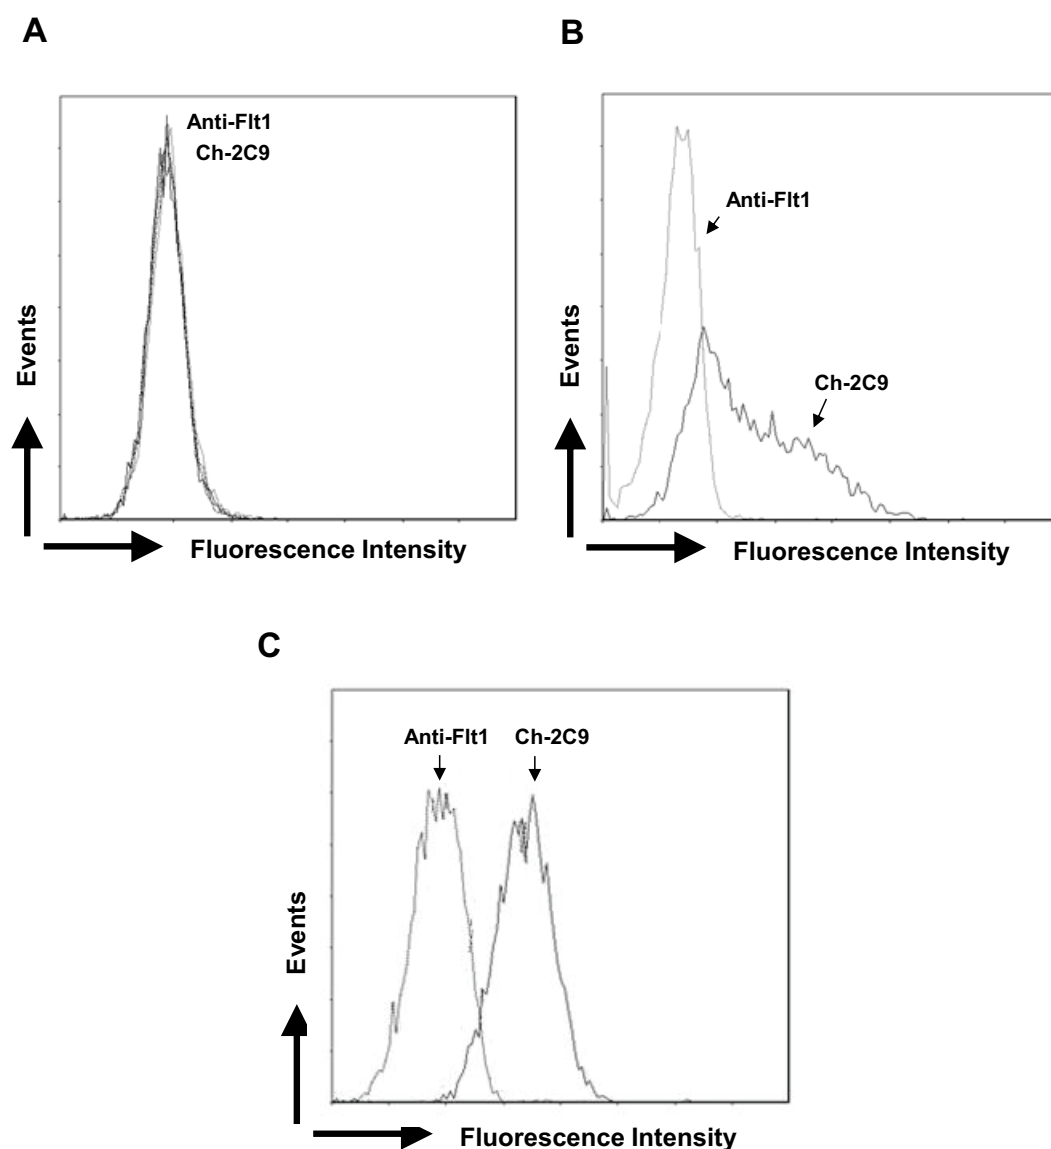 A
Anti-Flt1
Ch-2C9
Events
Fluorescence Intensity
B
Anti-Flt1
Ch-2C9
Events
Fluorescence Intensity
C
Anti-Flt1 Ch-2C9
Events
Fluorescence Intensity